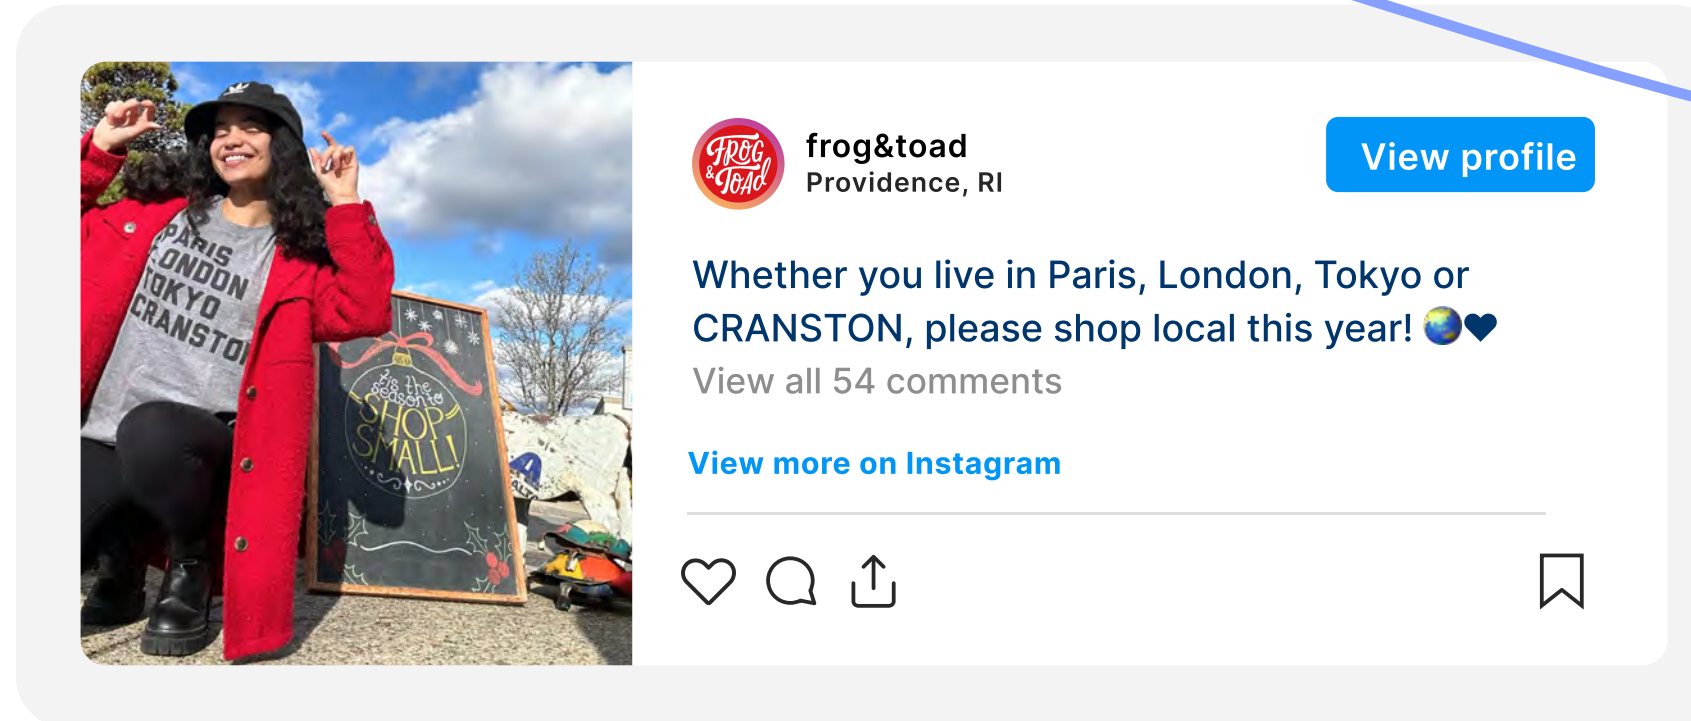 PARIS
LONDON
TOKYO
CRANSTON
'tis the
season to
SHOP
SMALL!
FROG
& TOAD
frog&toad
Providence, RI
View profile
Whether you live in Paris, London, Tokyo or
CRANSTON, please shop local this year! 🌏♥
View all 54 comments
View more on Instagram